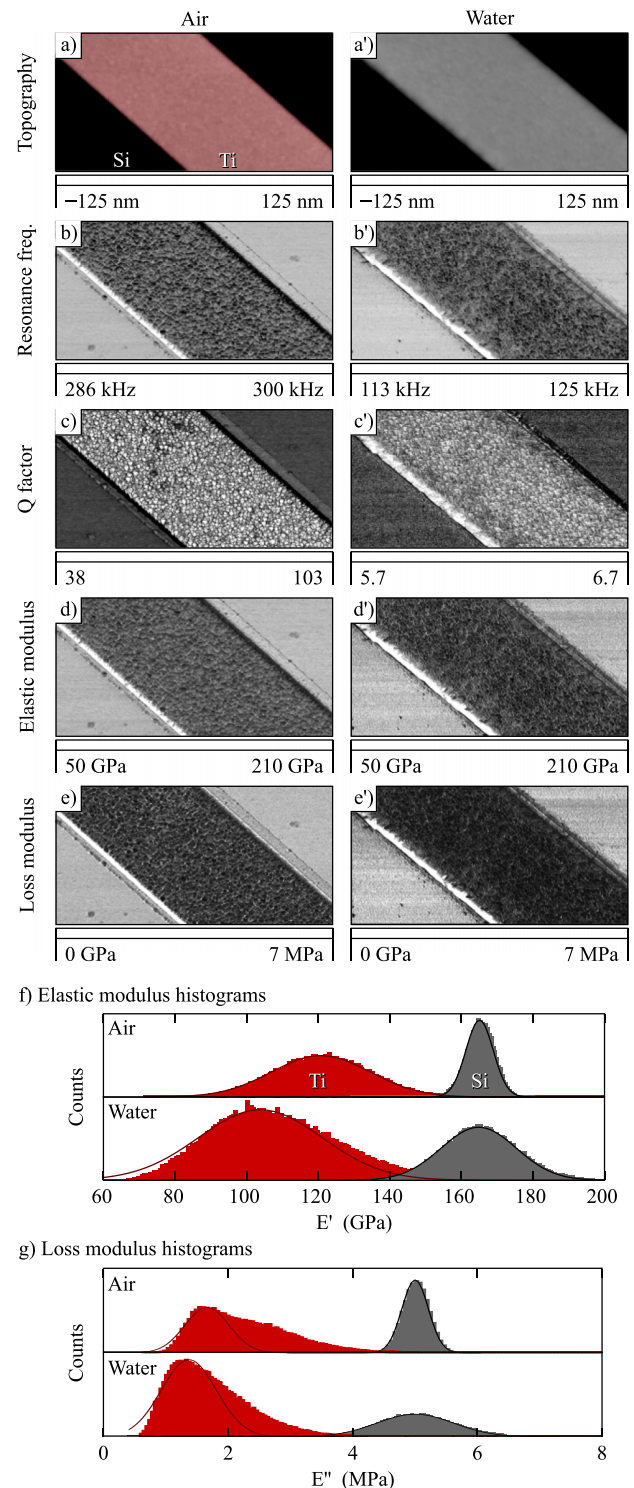 Air Water
Topography
a) a')
Si Ti
−125 nm 125 nm −125 nm 125 nm
Resonance freq.
b) b')
286 kHz 300 kHz 113 kHz 125 kHz
Q factor
c) c')
38 103 5.7 6.7
Elastic modulus
d) d')
50 GPa 210 GPa 50 GPa 210 GPa
Loss modulus
e) e')
0 GPa 7 MPa 0 GPa 7 MPa
f) Elastic modulus histograms
Air
Ti Si
Counts
Water
60 80 100 120 140 160 180 200
E' (GPa)
g) Loss modulus histograms
Air
Counts
Water
0 2 4 6 8
E" (MPa)